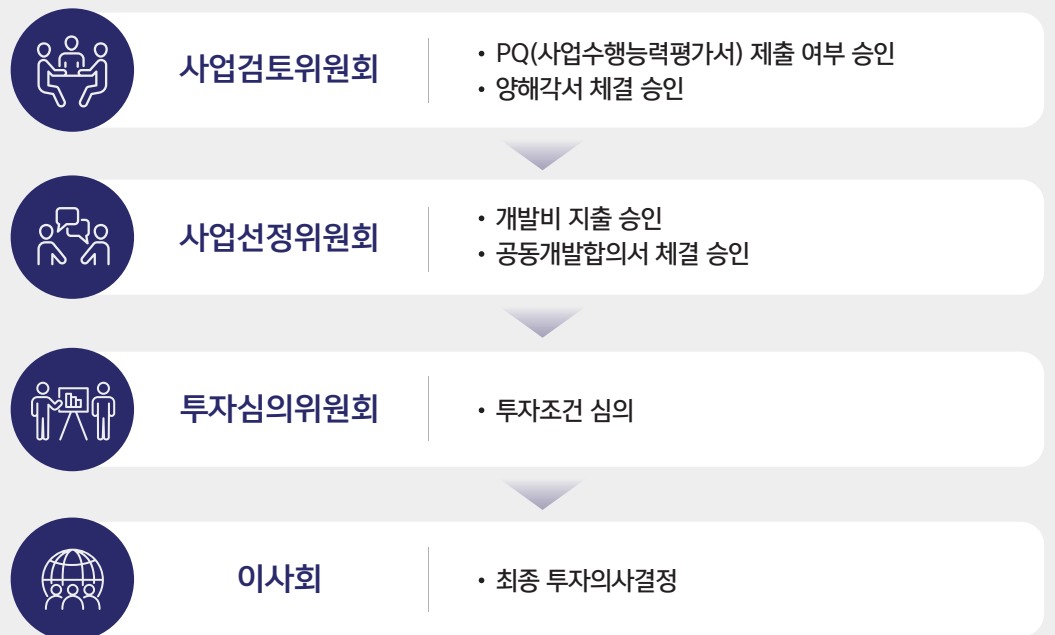 사업검토위원회
• PQ(사업수행능력평가서) 제출 여부 승인
• 양해각서 체결 승인
사업선정위원회
• 개발비 지출 승인
• 공동개발합의서 체결 승인
투자심의위원회
• 투자조건 심의
이사회
• 최종 투자의사결정